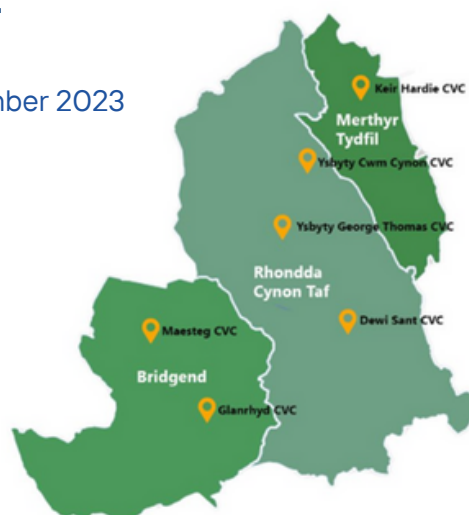 2023
Keir Hardie CVC
Merthyr
Tydfil
Ysbyty Cwm Cynon CVC
Ysbyty George Thomas CVC
Rhondda
Cynon Taf
Dewi Sant CVC
Maesteg CVC
Bridgend
Glanrhyd CVC